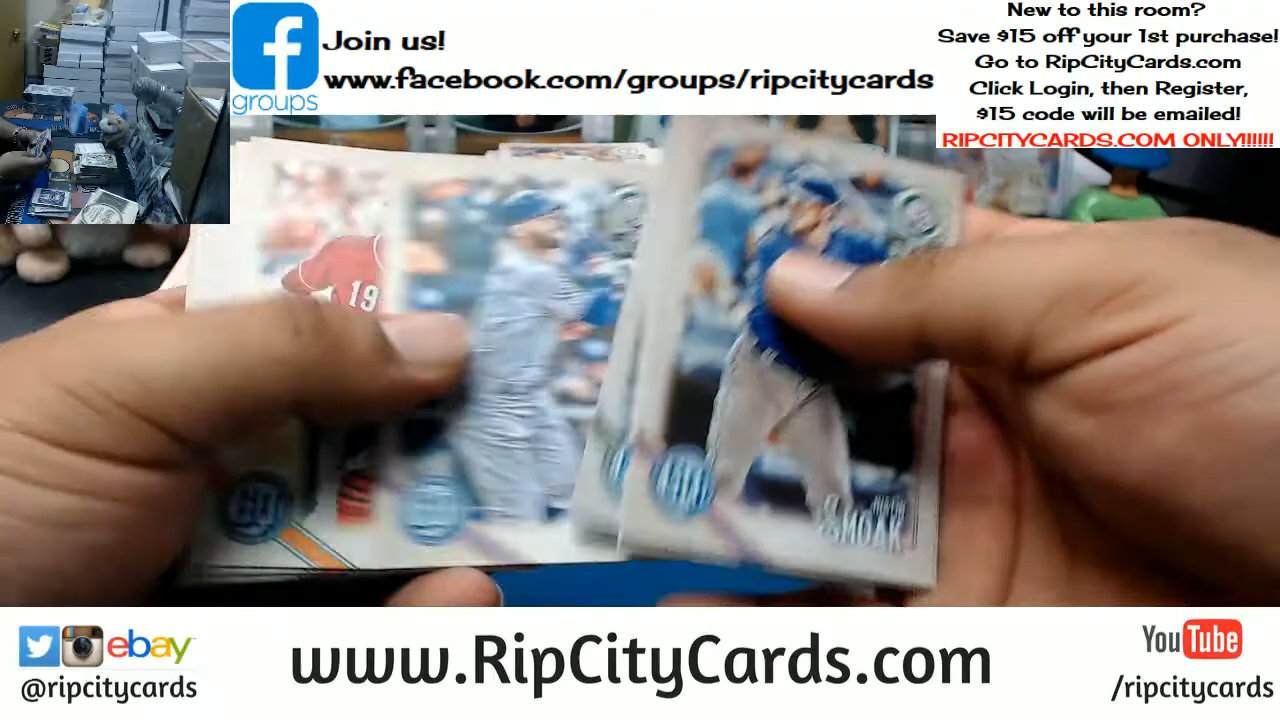 Join us!
www.facebook.com/groups/ripcitycards
groups
New to this room?
Save $15 off your 1st purchase!
Go to RipCityCards.com
Click Login, then Register,
$15 code will be emailed!
RIPCITYCARDS.COM ONLY!!!!!!
19
GQ
SMOAK
ebay
@ripcitycards
www.RipCityCards.com
YouTube
/ripcitycards